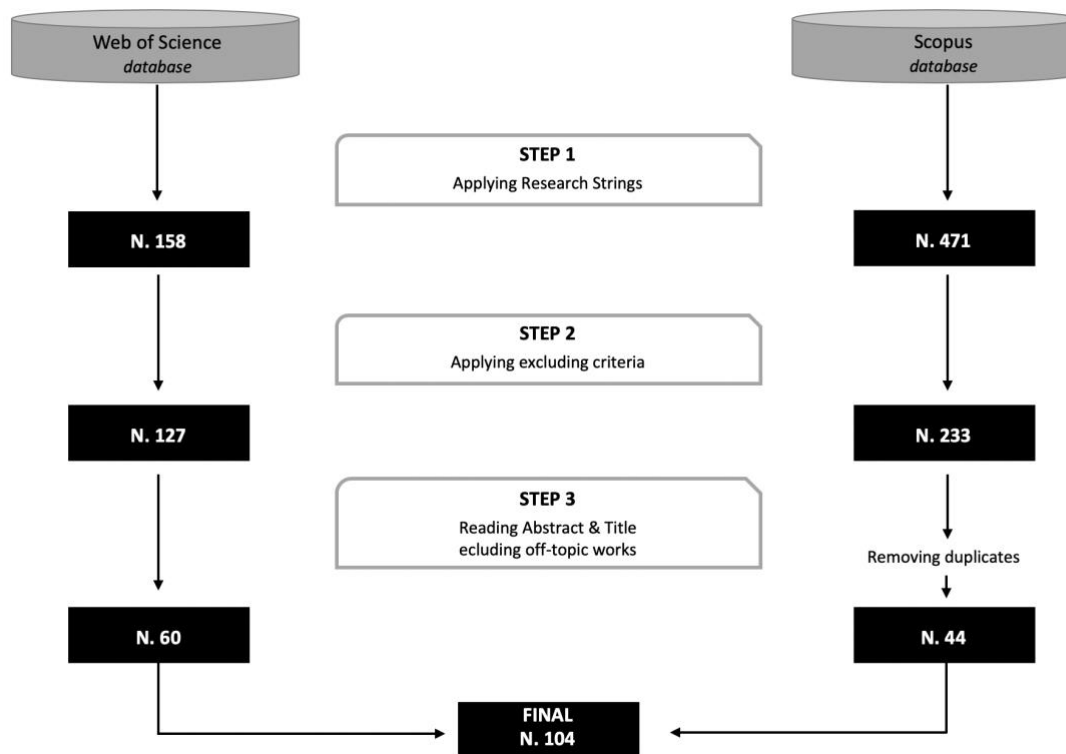 Web of Science
database
Scopus
database
STEP 1
Applying Research Strings
N. 158
N. 471
STEP 2
Applying excluding criteria
N. 127
N. 233
STEP 3
Reading Abstract & Title
ecluding off-topic works
Removing duplicates
N. 60
N. 44
FINAL
N. 104